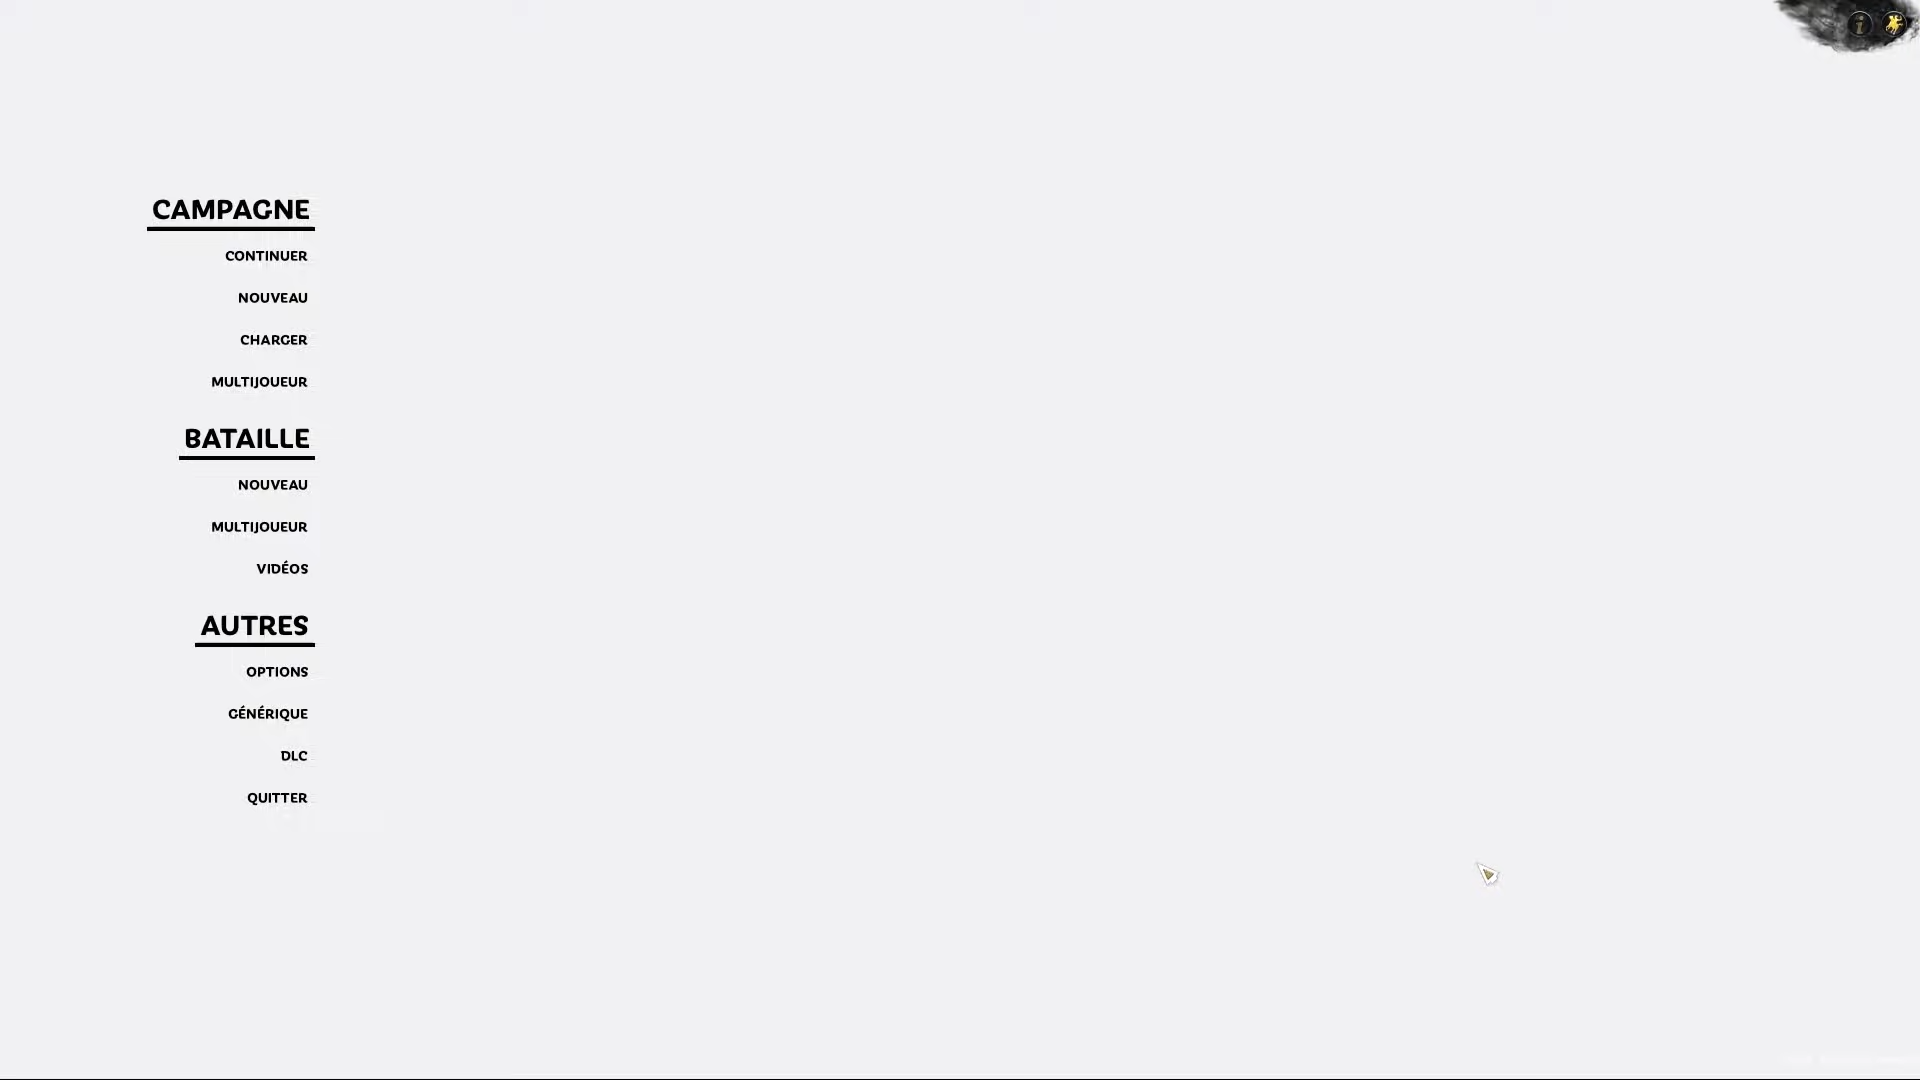 CAMPAGNE
CONTINUER
NOUVEAU
CHARGER
MULTIJOUEUR
BATAILLE
NOUVEAU
MULTIJOUEUR
VIDÉOS
AUTRES
OPTIONS
GÉNÉRIQUE
DLC
QUITTER